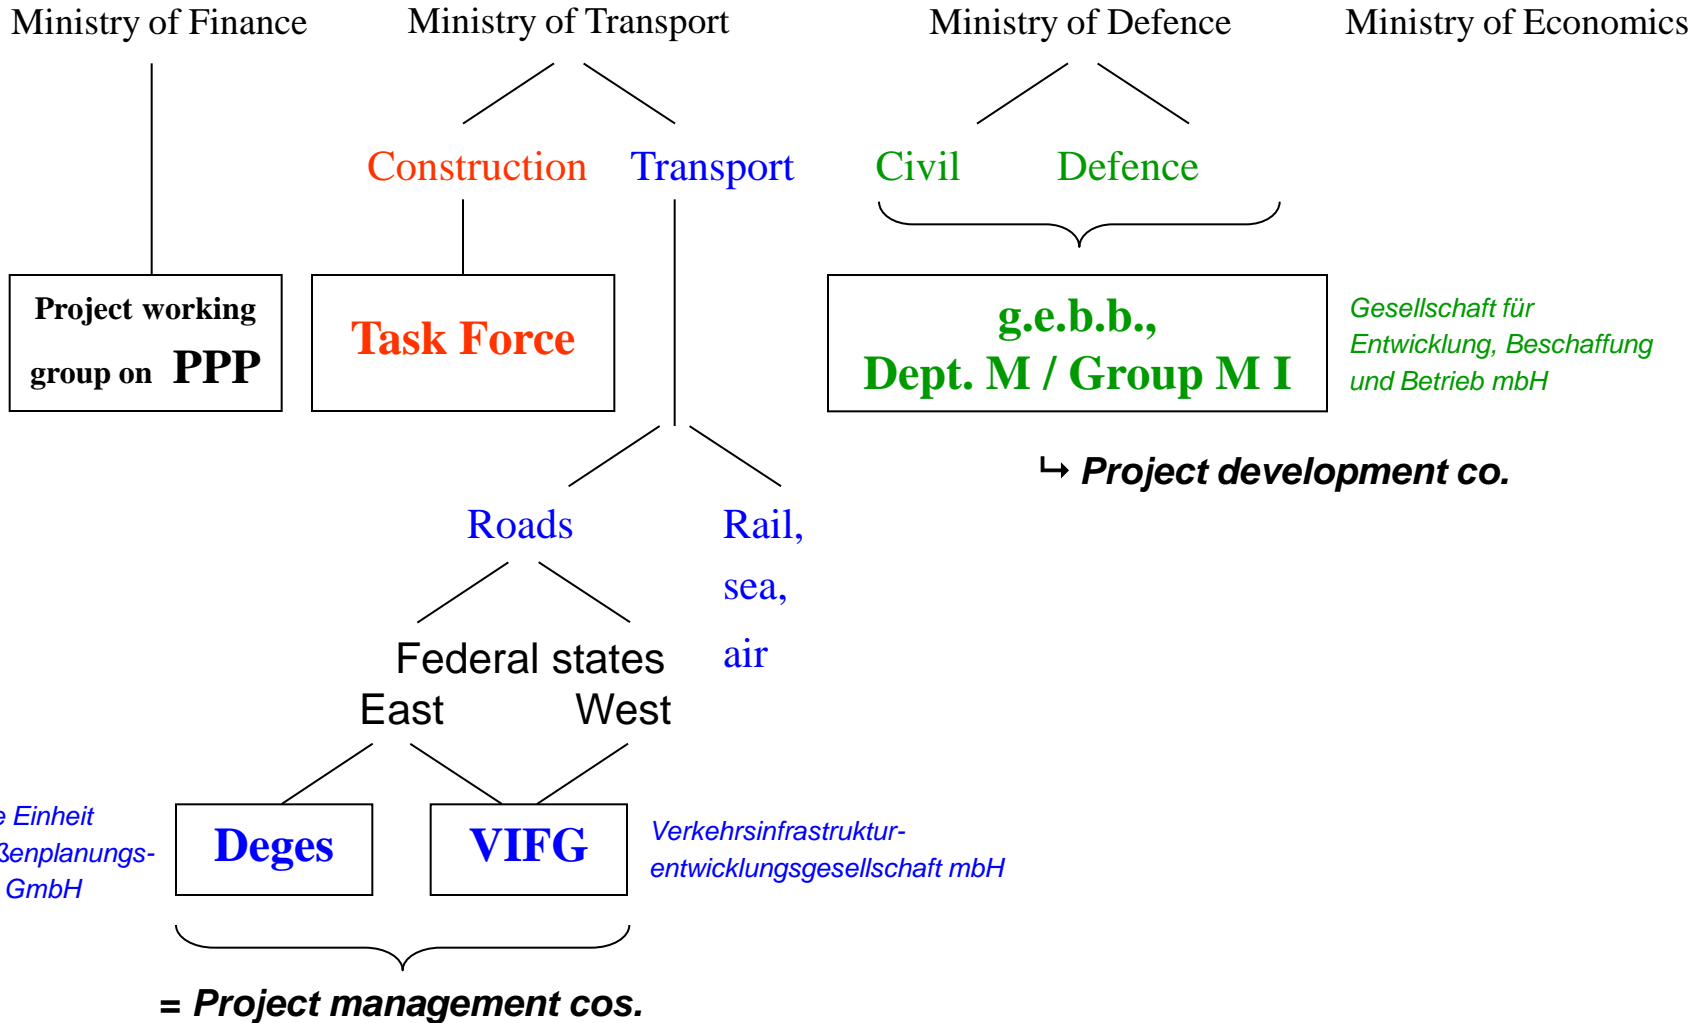 Ministry of Finance
Ministry of Transport
Ministry of Defence
Ministry of Economics
Construction
Transport
Civil
Defence
Project working
group on PPP
Task Force
g.e.b.b.,
Dept. M / Group M I
Gesellschaft für
Entwicklung, Beschaffung
und Betrieb mbH
↳ Project development co.
Roads
Rail,
sea,
air
Federal states
East
West
Einheit
GmbH
Deges
VIFG
Verkehrsinfrastruktur-
entwicklungsgesellschaft mbH
= Project management cos.